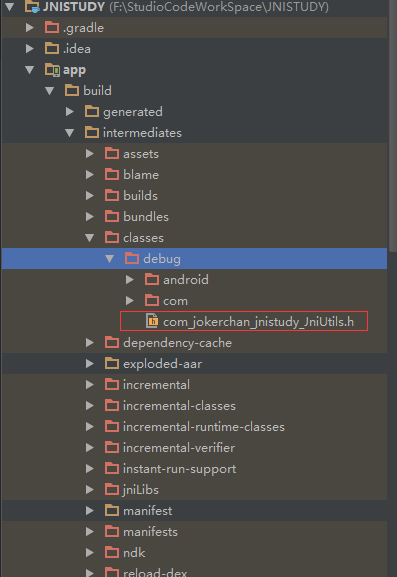 JNISTUDY (F:\StudioCodeWorkSpace\JNISTUDY)
.gradle
.idea
app
build
generated
intermediates
assets
blame
builds
bundles
classes
debug
android
com
com_jokerchan_jnistudy_JniUtils.h
dependency-cache
exploded-aar
incremental
incremental-classes
incremental-runtime-classes
incremental-verifier
instant-run-support
jniLibs
manifest
manifests
ndk
reload-dex